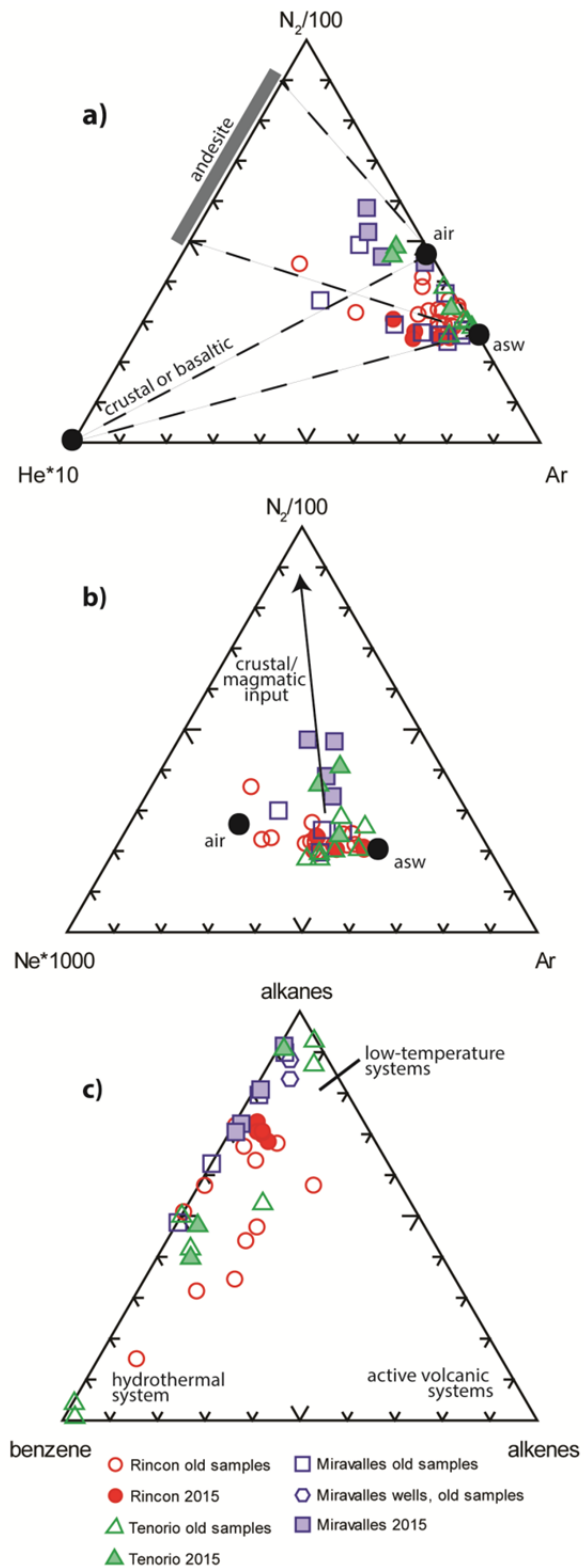 N2/100
a)
andesite
air
crustal or basaltic
asw
He*10
Ar
N2/100
b)
crustal/
magmatic
input
air
asw
Ne*1000
Ar
alkanes
low-temperature
systems
c)
hydrothermal
system
active volcanic
systems
benzene
alkenes
Rincon old samples
Miravalles old samples
Rincon 2015
Miravalles wells, old samples
Tenorio old samples
Miravalles 2015
Tenorio 2015